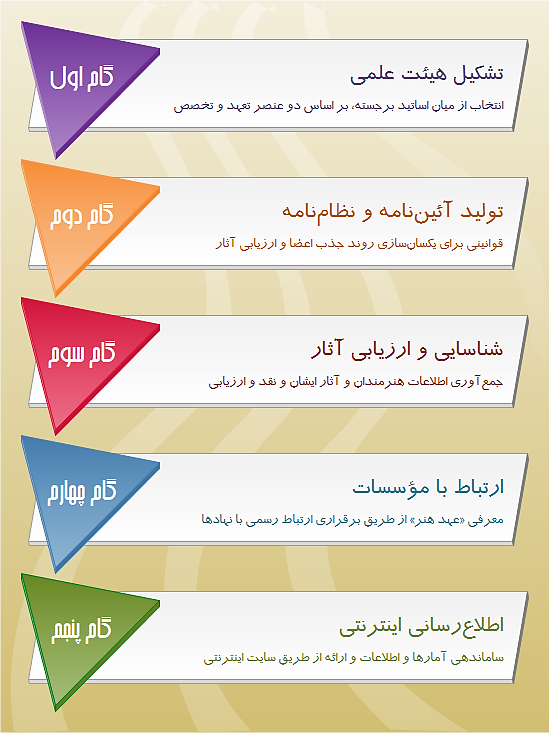 گام اول
تشکیل هیئت علمی
انتخاب از میان اساتید برجسته، بر اساس دو عنصر تعهد و تخصص
گام دوم
تولید آئین‌نامه و نظام‌نامه
قوانینی برای یکسان‌سازی روند جذب اعضا و ارزیابی آثار
گام سوم
شناسایی و ارزیابی آثار
جمع‌آوری اطلاعات هنرمندان و آثار ایشان و نقد و ارزیابی
گام چهارم
ارتباط با مؤسسات
معرفی «عهد هنر» از طریق برقراری ارتباط رسمی با نهادها
گام پنجم
اطلاع‌رسانی اینترنتی
ساماندهی آمارها و اطلاعات و ارائه از طریق سایت اینترنتی